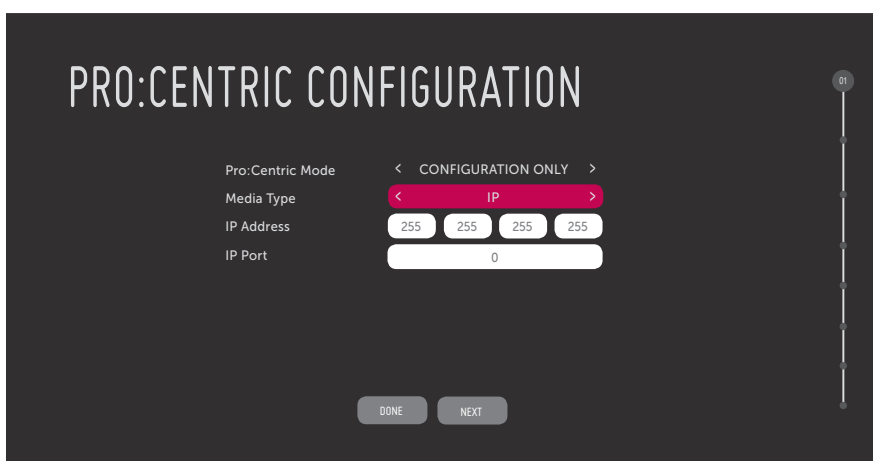 PRO:CENTRIC CONFIGURATION
01
Pro:Centric Mode < CONFIGURATION ONLY >
Media Type < IP >
IP Address 255 255 255 255
IP Port 0
DONE NEXT